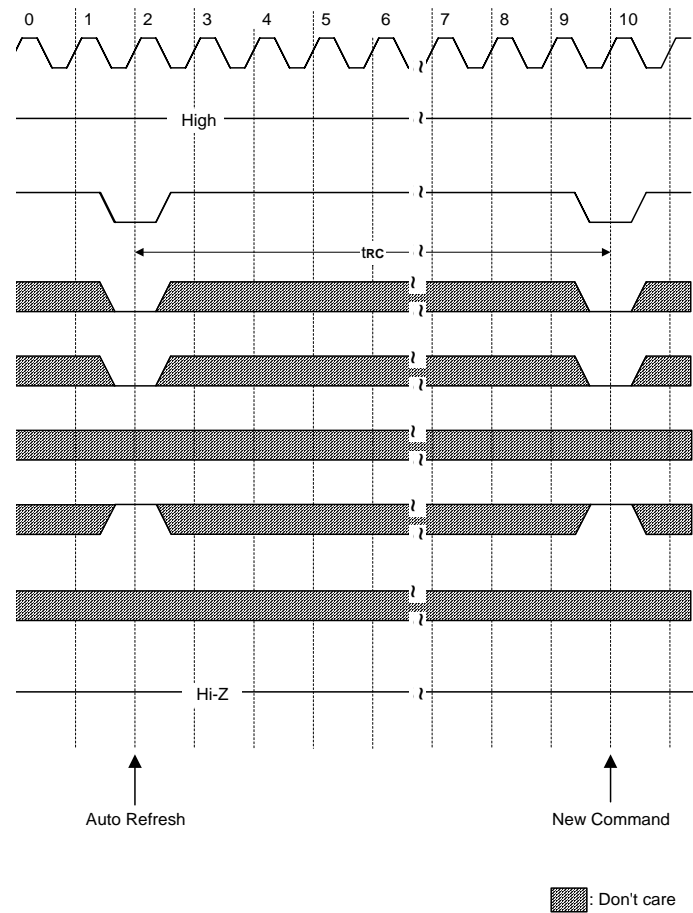 0 1 2 3 4 5 6 7 8 9 10
High
tRC
Hi-Z
Auto Refresh New Command
: Don't care